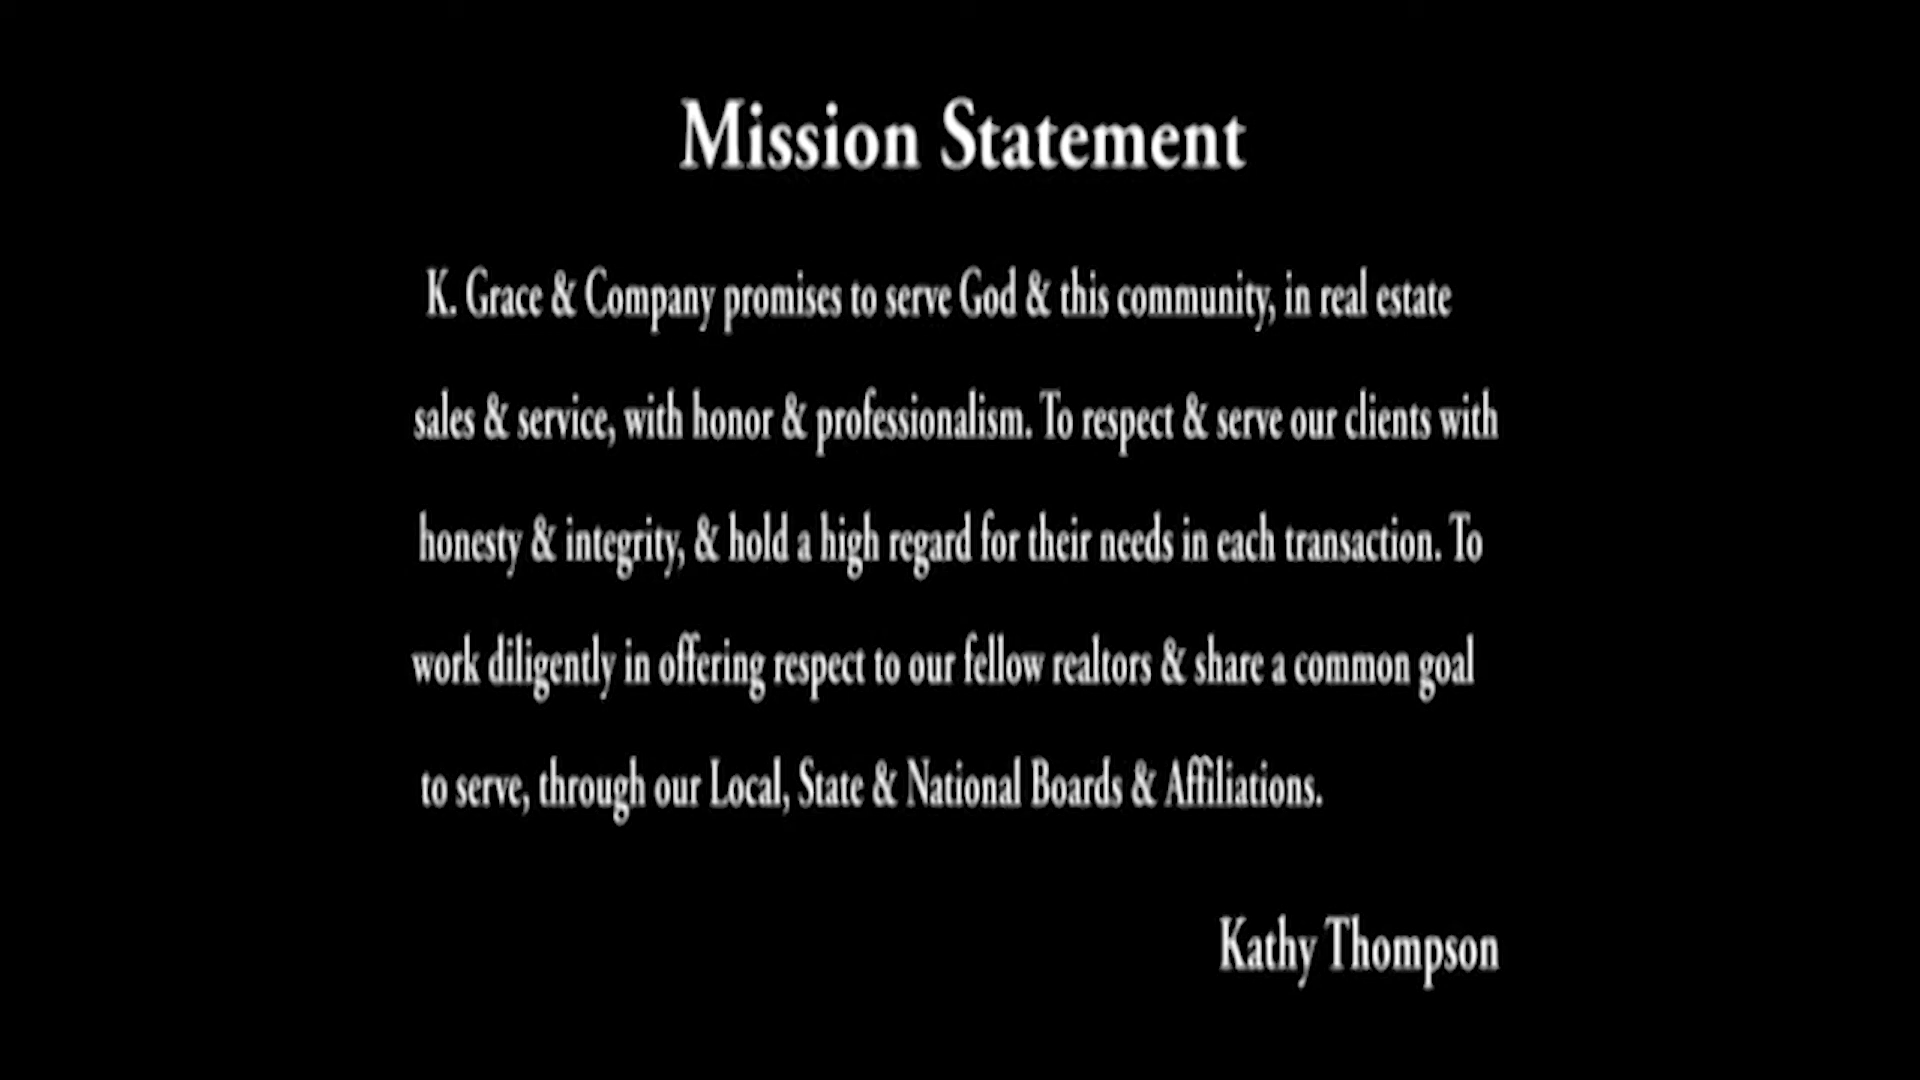 Mission Statement
K. Grace & Company promises to serve God & this community, in real estate
sales & service, with honor & professionalism. To respect & serve our clients with
honesty & integrity, & hold a high regard for their needs in each transaction. To
work diligently in offering respect to our fellow realtors & share a common goal
to serve, through our Local, State & National Boards & Affiliations.
Kathy Thompson